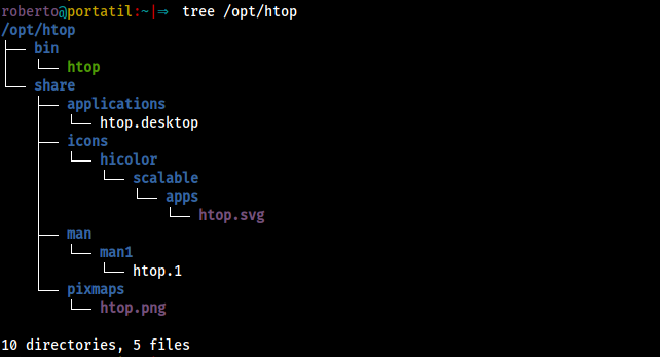 roberto@portatil:~|⇒  tree /opt/htop
/opt/htop
├── bin
│   └── htop
└── share
    ├── applications
    │   └── htop.desktop
    ├── icons
    │   └── hicolor
    │       └── scalable
    │           └── apps
    │               └── htop.svg
    ├── man
    │   └── man1
    │       └── htop.1
    └── pixmaps
        └── htop.png

10 directories, 5 files